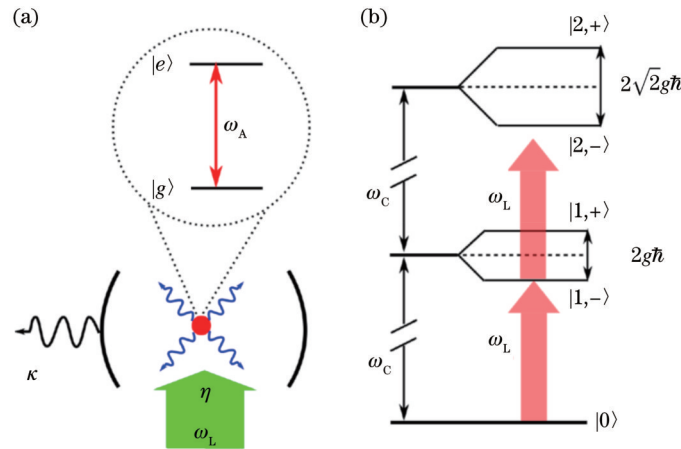 (a)
|e⟩
ω_A
|g⟩
κ
η
ω_L
(b)
|2,+⟩
2√2għ
|2,-⟩
ω_C
ω_L
|1,+⟩
2għ
|1,-⟩
ω_C
ω_L
|0⟩